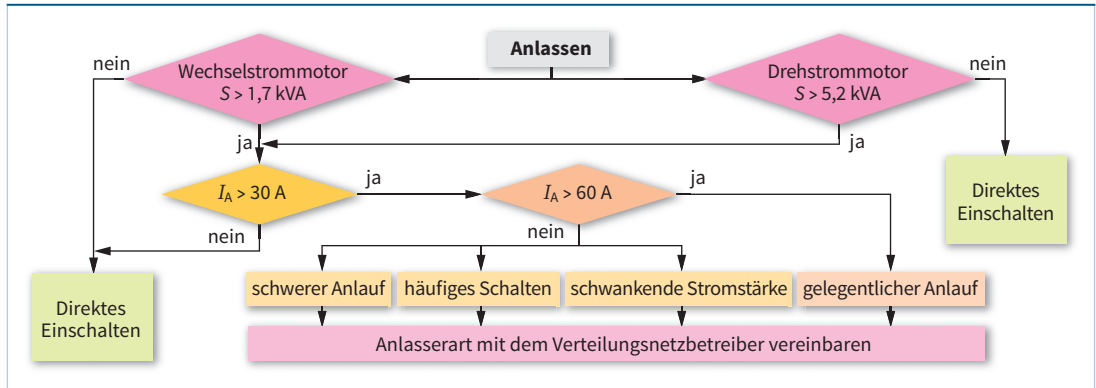 Anlassen
nein
Wechselstrommotor
S > 1,7 kVA
Drehstrommotor
S > 5,2 kVA
nein
ja
ja
I_A > 30 A
ja
I_A > 60 A
ja
nein
nein
Direktes
Einschalten
Direktes
Einschalten
schwerer Anlauf
häufiges Schalten
schwankende Stromstärke
gelegentlicher Anlauf
Anlasserart mit dem Verteilungsnetzbetreiber vereinbaren